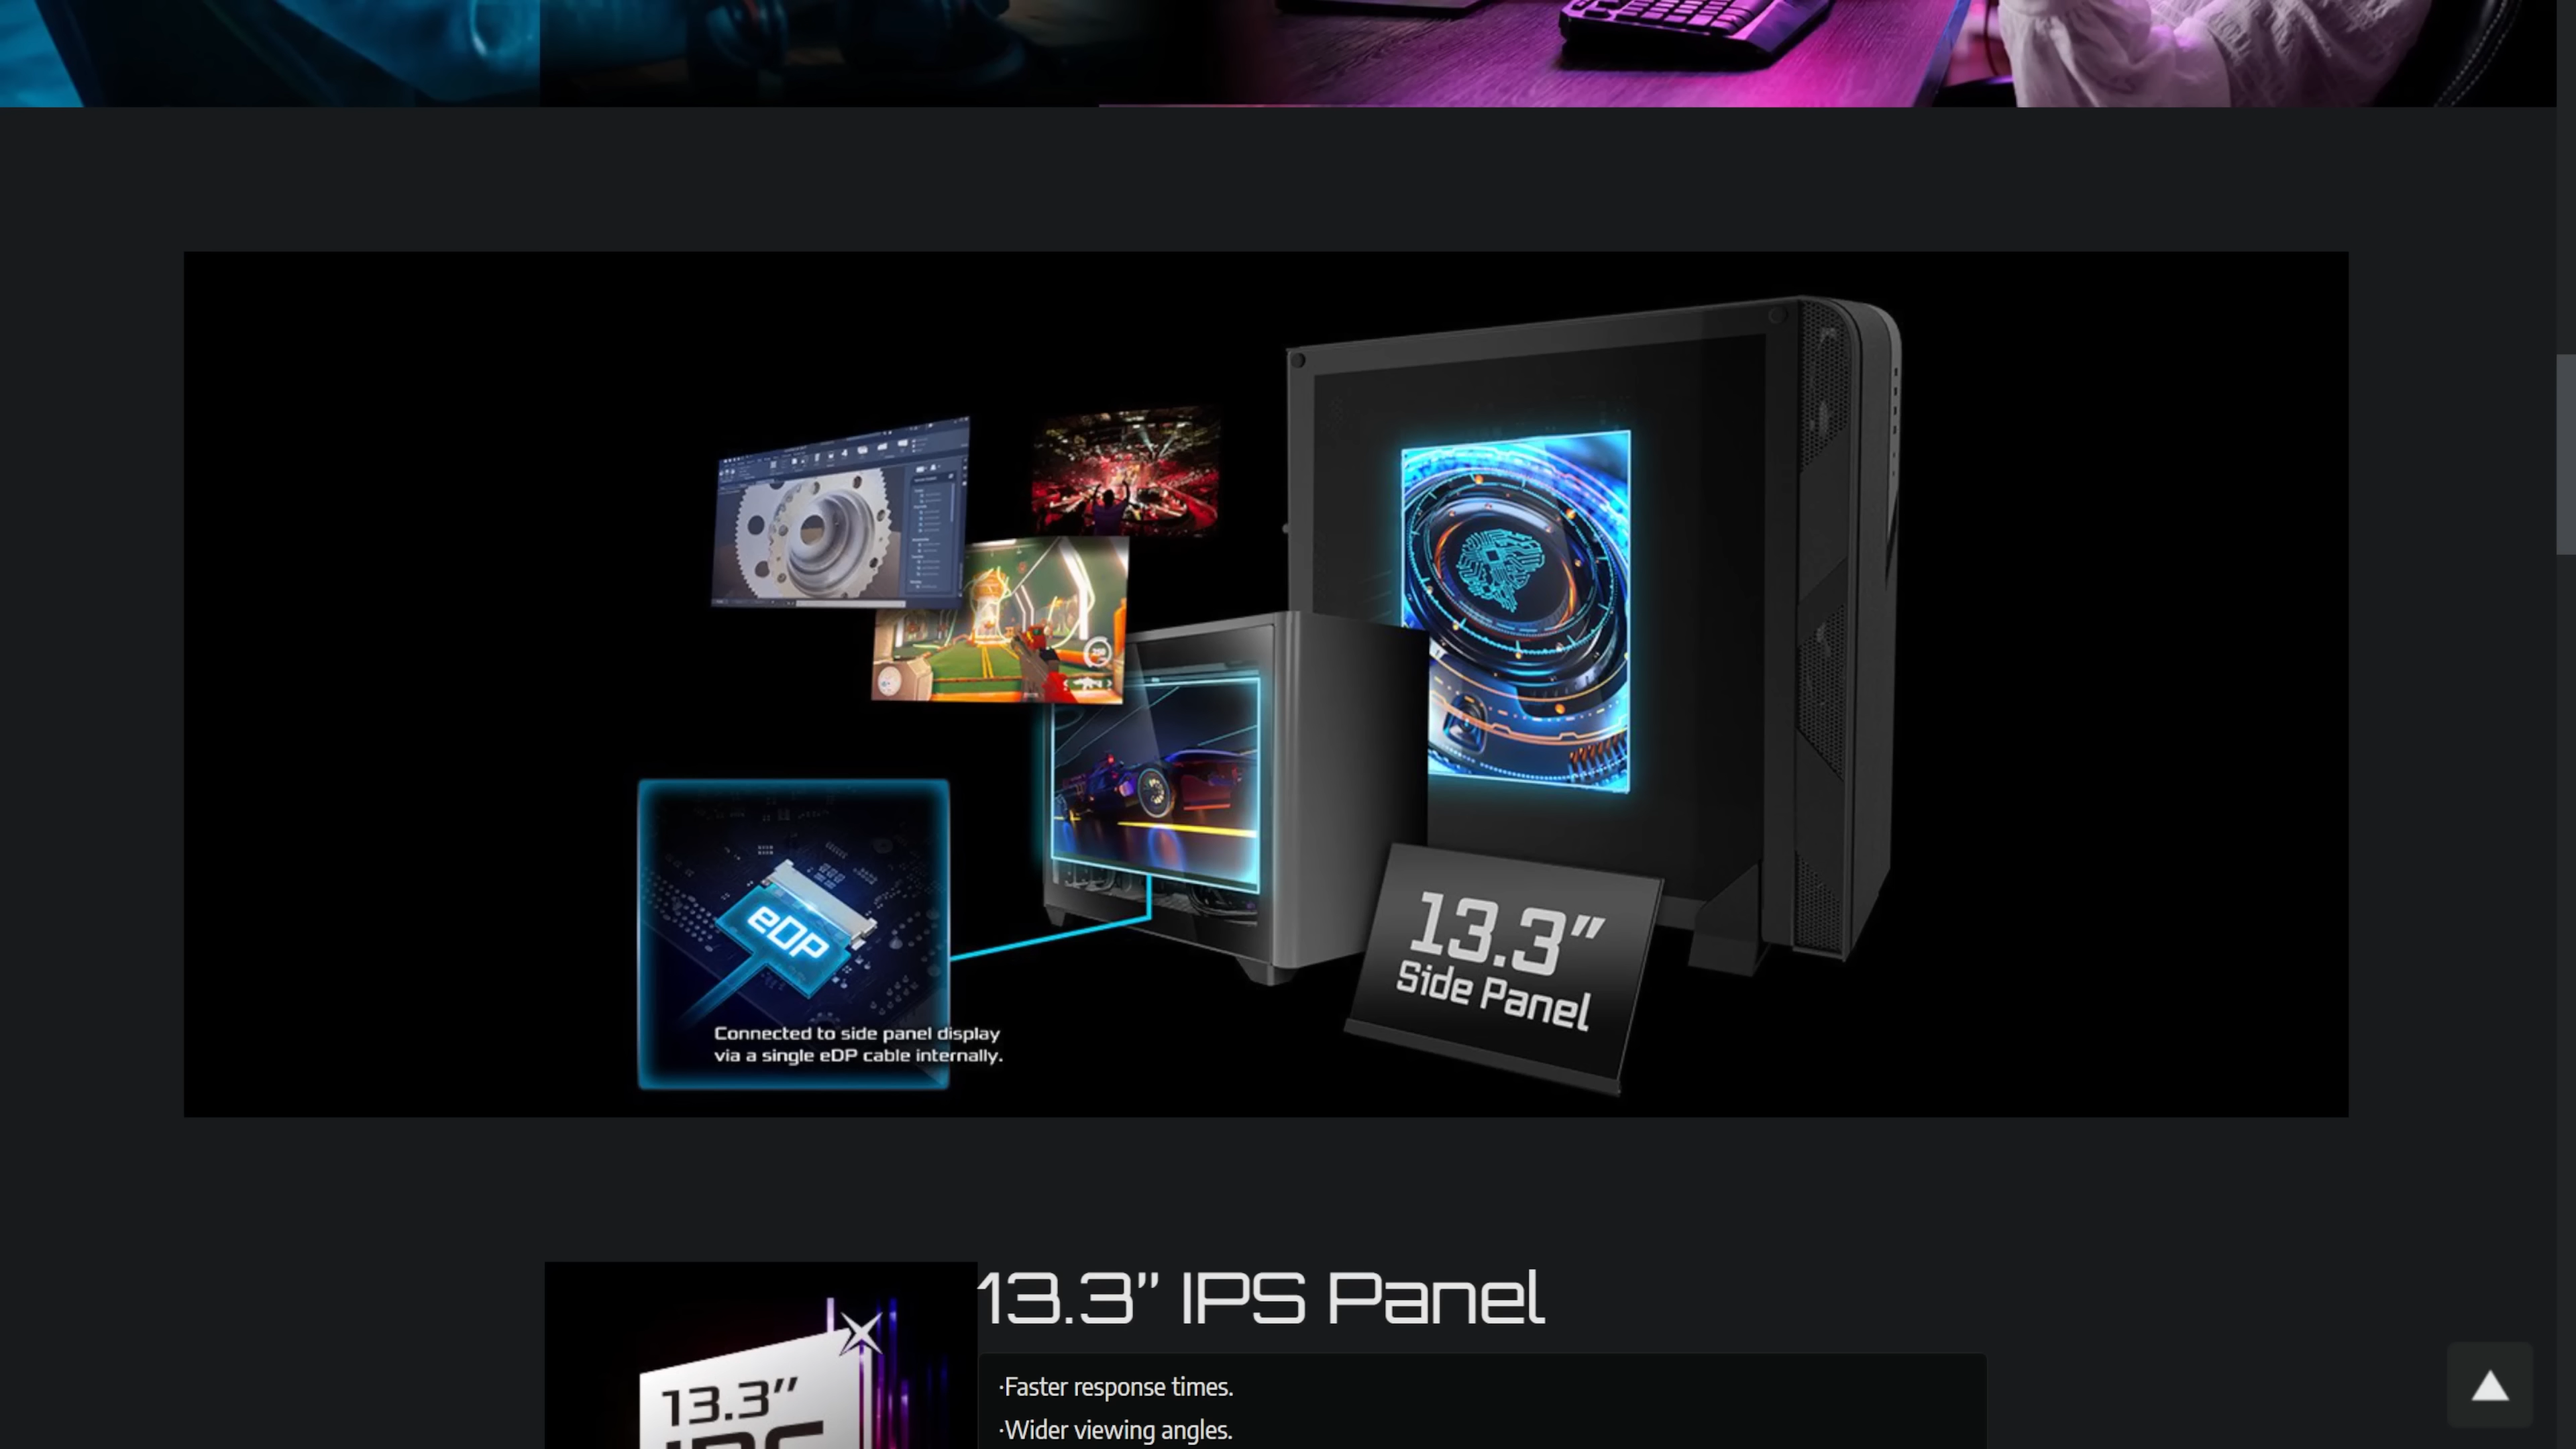 eDP
Connected to side panel display
via a single eDP cable internally.
13.3"
Side Panel
13.3" IPS Panel
13.3"
IPS
·Faster response times.
·Wider viewing angles.